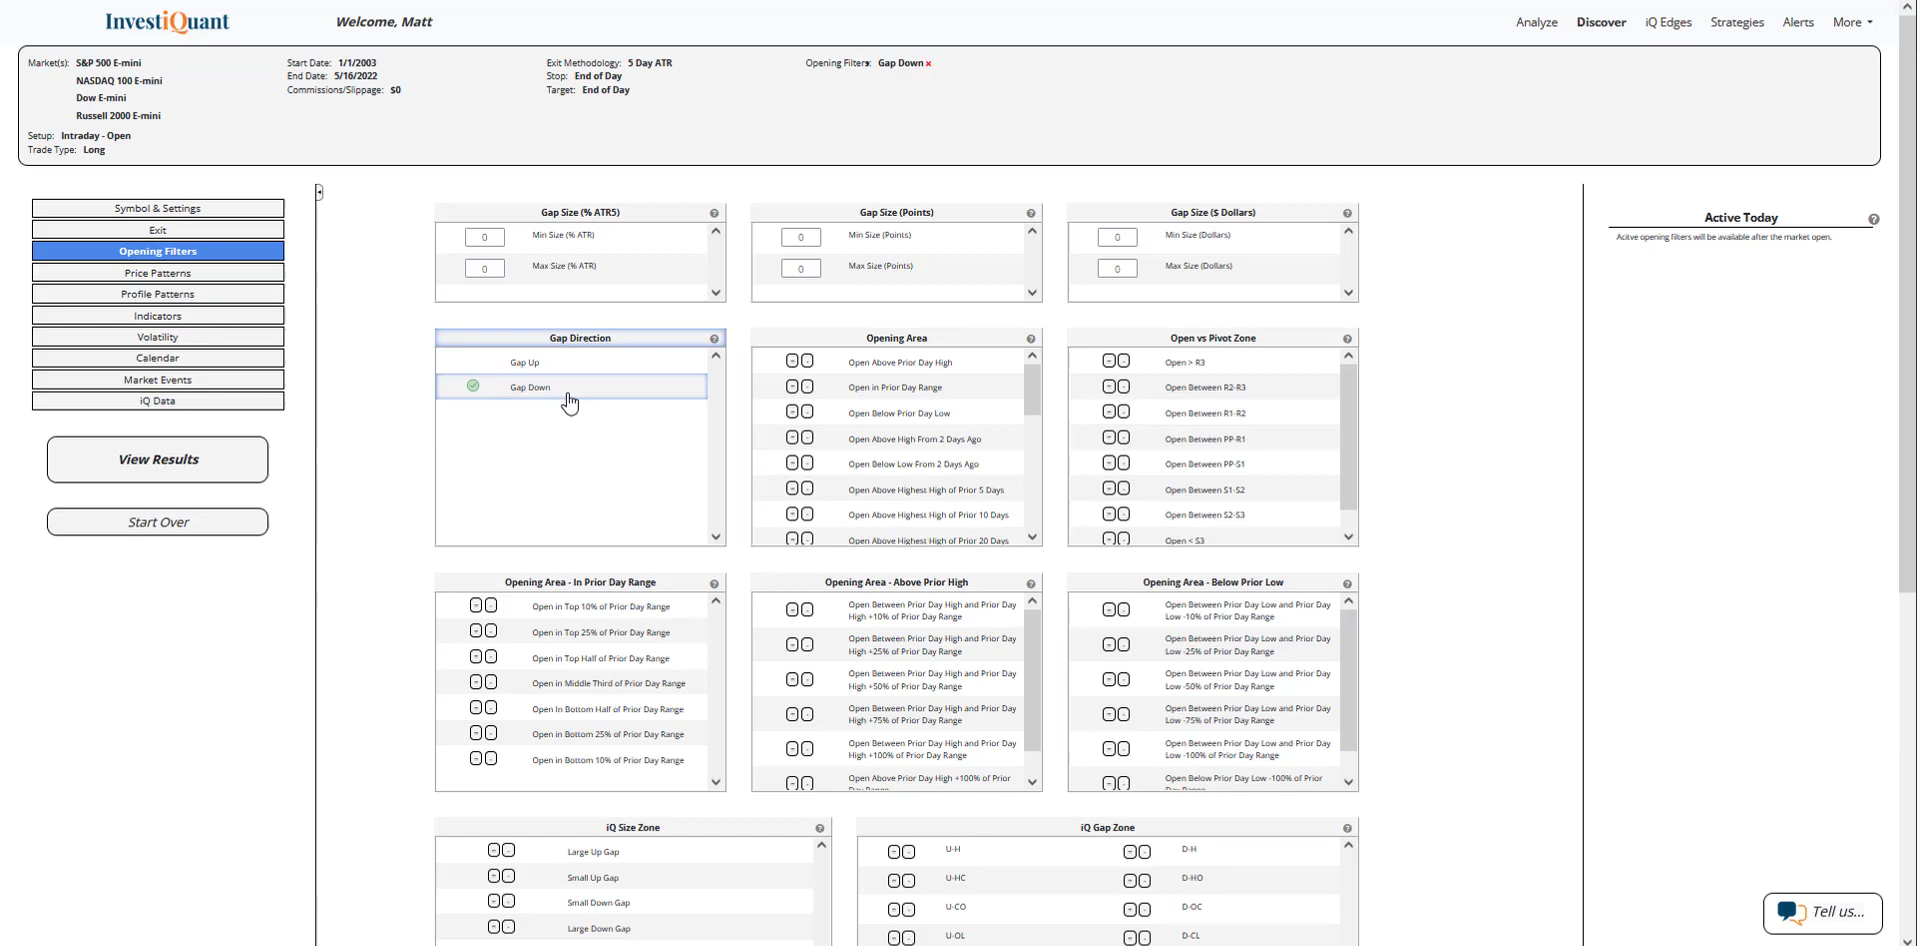 InvestiQuant
Welcome, Matt
Analyze
Discover
iQ Edges
Strategies
Alerts
More
Market(s): S&P 500 E-mini
NASDAQ 100 E-mini
Dow E-mini
Russell 2000 E-mini
Setup: Intraday - Open
Trade Type: Long
Start Date: 1/1/2003
End Date: 5/16/2022
Commissions/Slippage: $0
Exit Methodology: 5 Day ATR
Stop: End of Day
Target: End of Day
Opening Filters: Gap Down x
Symbol & Settings
Exit
Opening Filters
Price Patterns
Profile Patterns
Indicators
Volatility
Calendar
Market Events
iQ Data
View Results
Start Over
Gap Size (% ATR5)
0 Min Size (% ATR)
0 Max Size (% ATR)
Gap Size (Points)
0 Min Size (Points)
0 Max Size (Points)
Gap Size ($ Dollars)
0 Min Size (Dollars)
0 Max Size (Dollars)
Gap Direction
Gap Up
Gap Down
Opening Area
Open Above Prior Day High
Open in Prior Day Range
Open Below Prior Day Low
Open Above High From 2 Days Ago
Open Below Low From 2 Days Ago
Open Above Highest High of Prior 5 Days
Open Above Highest High of Prior 10 Days
Open Above Highest High of Prior 20 Days
Open vs Pivot Zone
Open > R3
Open Between R2-R3
Open Between R1-R2
Open Between PP-R1
Open Between PP-S1
Open Between S1-S2
Open Between S2-S3
Open < S3
Opening Area - In Prior Day Range
Open in Top 10% of Prior Day Range
Open in Top 25% of Prior Day Range
Open in Top Half of Prior Day Range
Open in Middle Third of Prior Day Range
Open In Bottom Half of Prior Day Range
Open in Bottom 25% of Prior Day Range
Open in Bottom 10% of Prior Day Range
Opening Area - Above Prior High
Open Between Prior Day High and Prior Day
High +10% of Prior Day Range
Open Between Prior Day High and Prior Day
High +25% of Prior Day Range
Open Between Prior Day High and Prior Day
High +50% of Prior Day Range
Open Between Prior Day High and Prior Day
High +75% of Prior Day Range
Open Between Prior Day High and Prior Day
High +100% of Prior Day Range
Open Above Prior Day High +100% of Prior
Day Range
Opening Area - Below Prior Low
Open Between Prior Day Low and Prior Day
Low -10% of Prior Day Range
Open Between Prior Day Low and Prior Day
Low -25% of Prior Day Range
Open Between Prior Day Low and Prior Day
Low -50% of Prior Day Range
Open Between Prior Day Low and Prior Day
Low -75% of Prior Day Range
Open Between Prior Day Low and Prior Day
Low -100% of Prior Day Range
Open Below Prior Day Low -100% of Prior
Day Range
iQ Size Zone
Large Up Gap
Small Up Gap
Small Down Gap
Large Down Gap
iQ Gap Zone
U-H D-H
U-HC D-HO
U-CO D-OC
U-OL D-CL
Active Today
Acitve opening filters will be available after the market open.
Tell us...